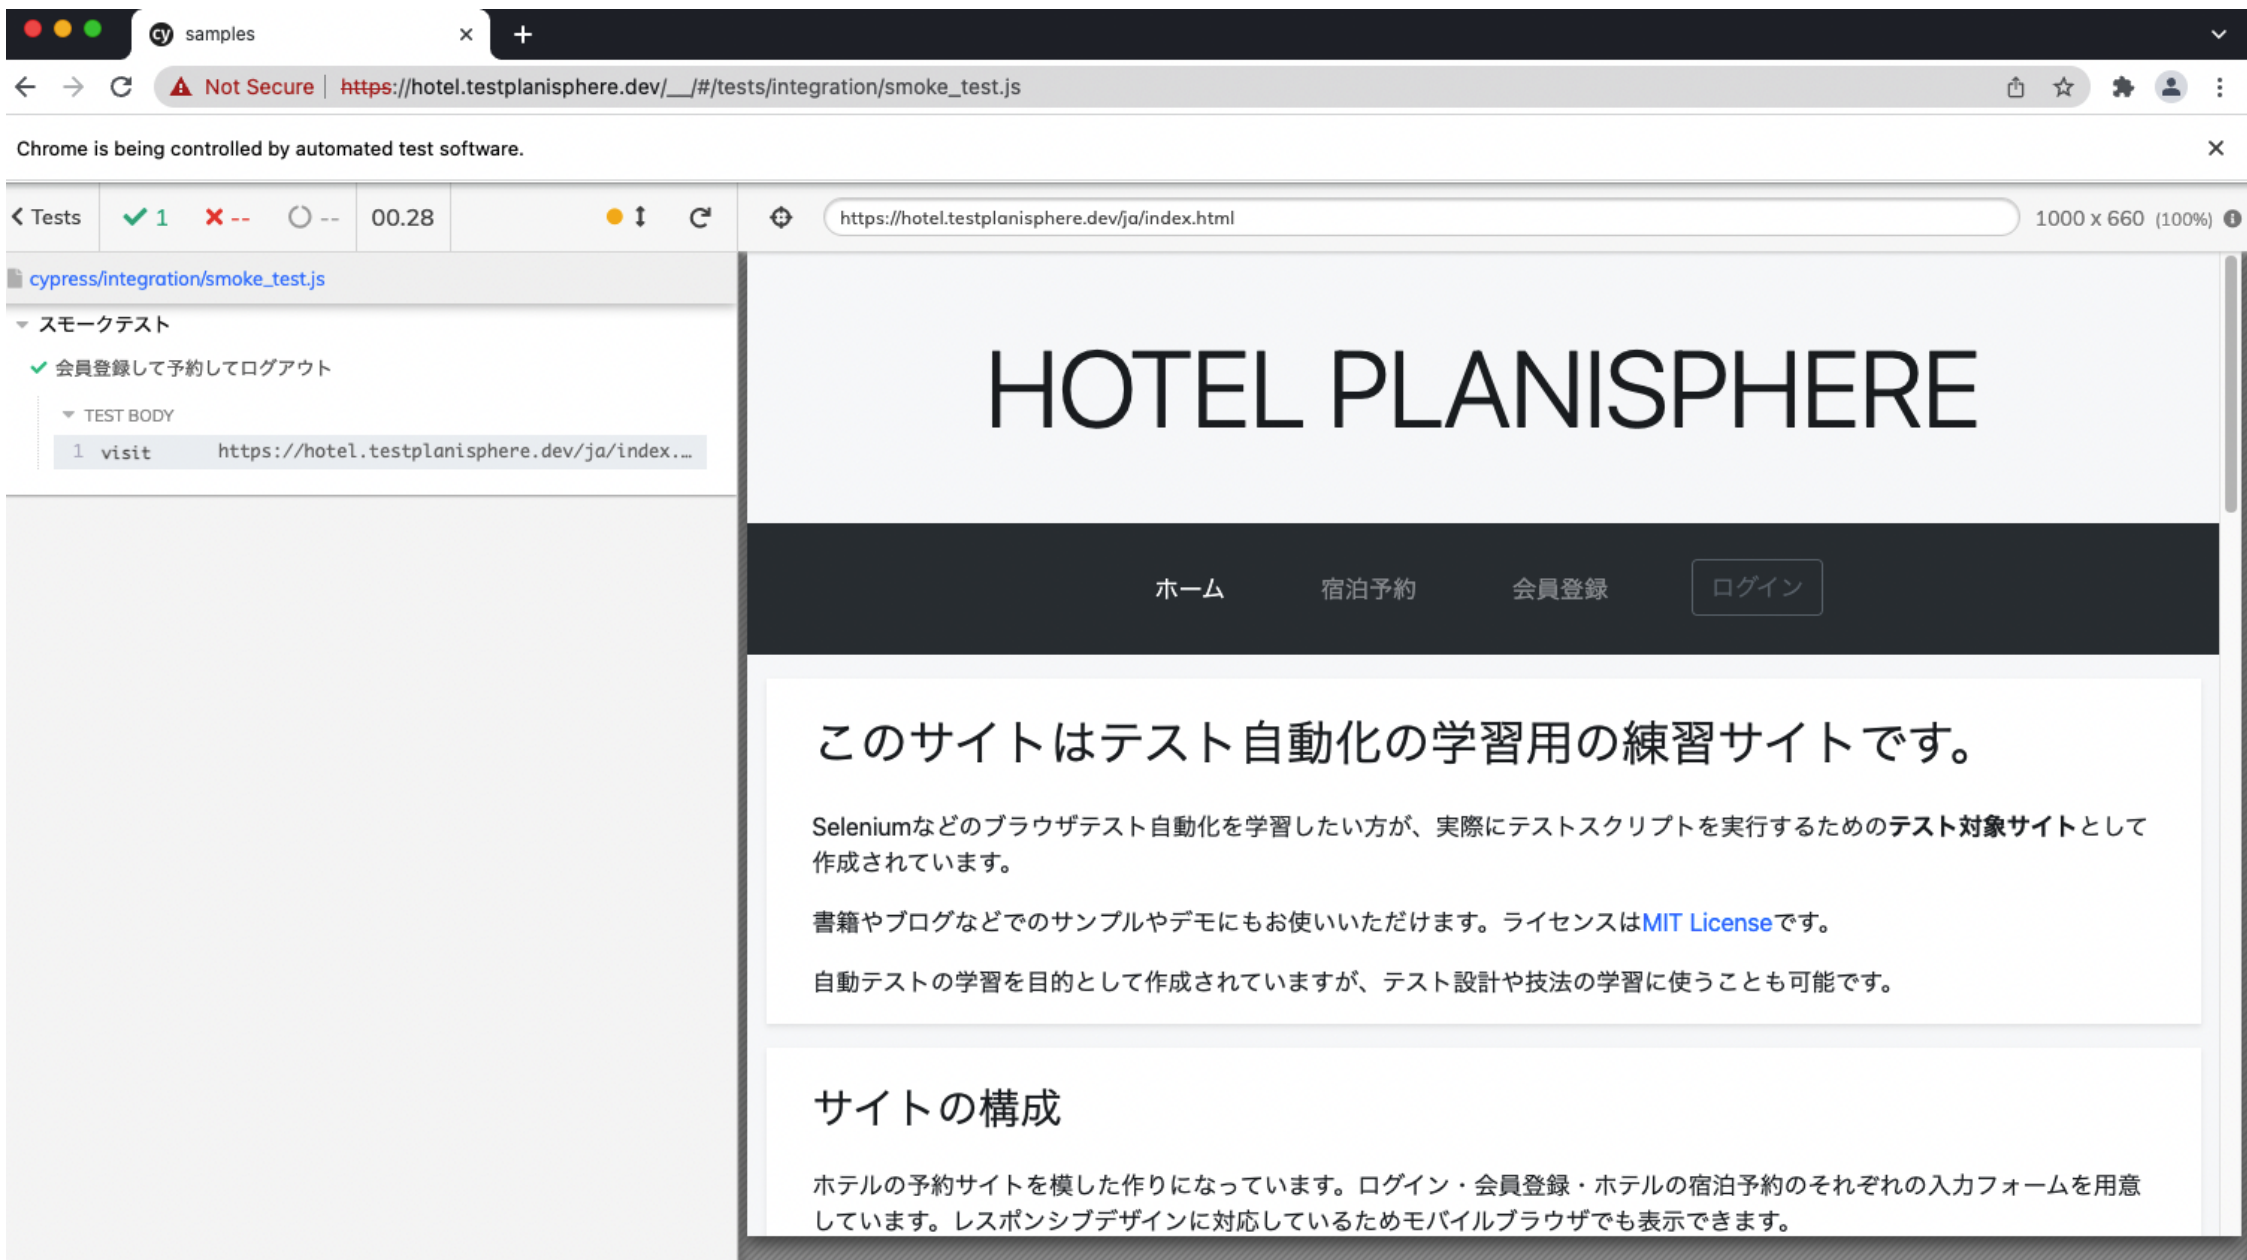 cy samples
Not Secure https://hotel.testplanisphere.dev/__/#/tests/integration/smoke_test.js
Chrome is being controlled by automated test software.
Tests 1 -- -- 00.28
https://hotel.testplanisphere.dev/ja/index.html 1000 x 660 (100%)
cypress/integration/smoke_test.js
スモークテスト
会員登録して予約してログアウト
TEST BODY
1 visit https://hotel.testplanisphere.dev/ja/index.…
HOTEL PLANISPHERE
ホーム 宿泊予約 会員登録 ログイン
このサイトはテスト自動化の学習用の練習サイトです。
Seleniumなどのブラウザテスト自動化を学習したい方が、実際にテストスクリプトを実行するためのテスト対象サイトとして
作成されています。
書籍やブログなどでのサンプルやデモにもお使いいただけます。ライセンスはMIT Licenseです。
自動テストの学習を目的として作成されていますが、テスト設計や技法の学習に使うことも可能です。
サイトの構成
ホテルの予約サイトを模した作りになっています。ログイン・会員登録・ホテルの宿泊予約のそれぞれの入力フォームを用意
しています。レスポンシブデザインに対応しているためモバイルブラウザでも表示できます。